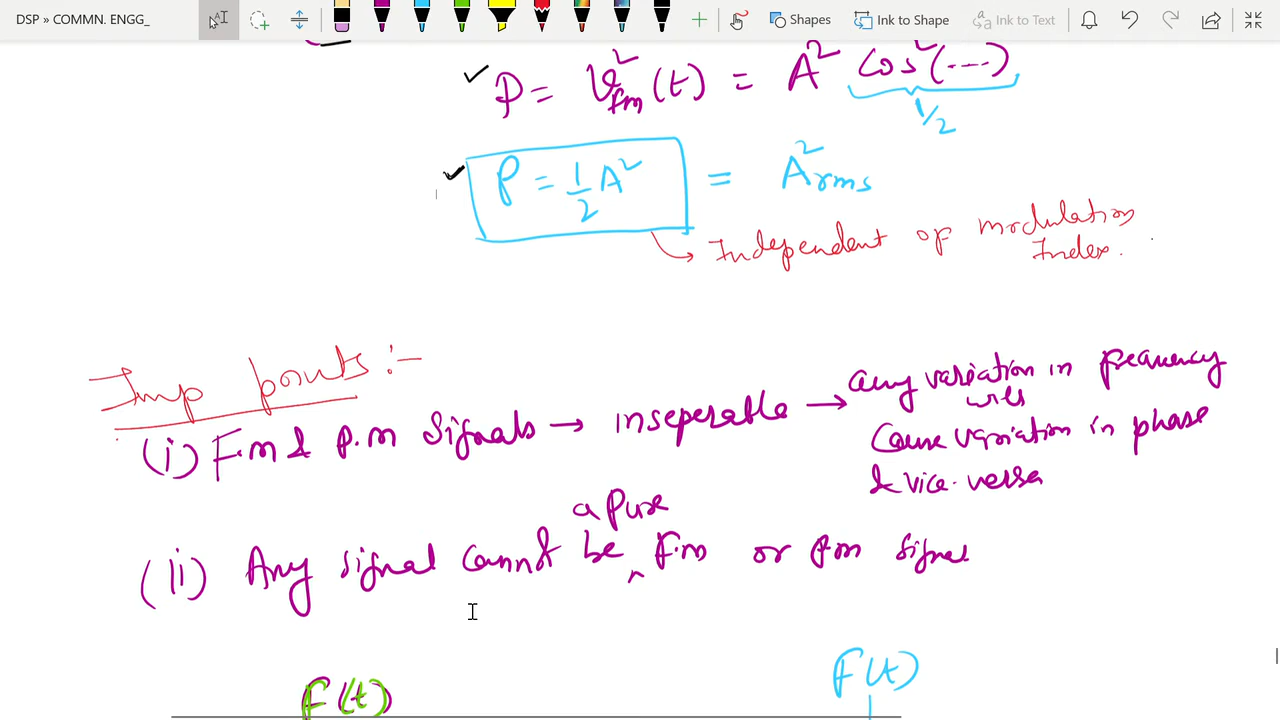 DSP » COMMN. ENGG_
Shapes
Ink to Shape
Ink to Text
P = V²fm (t) = A² Cos² (----)
1/2
P = 1/2 A² = A²rms
Independent of modulation
Index.
Imp points :-
(i) F.m & p.m Signals → inseperable → any variation in frequency
will
Cause variation in phase
& vice-versa
a pure
(ii) Any signal cannot be ^ F.m or p.m signal
F(t)
F(t)